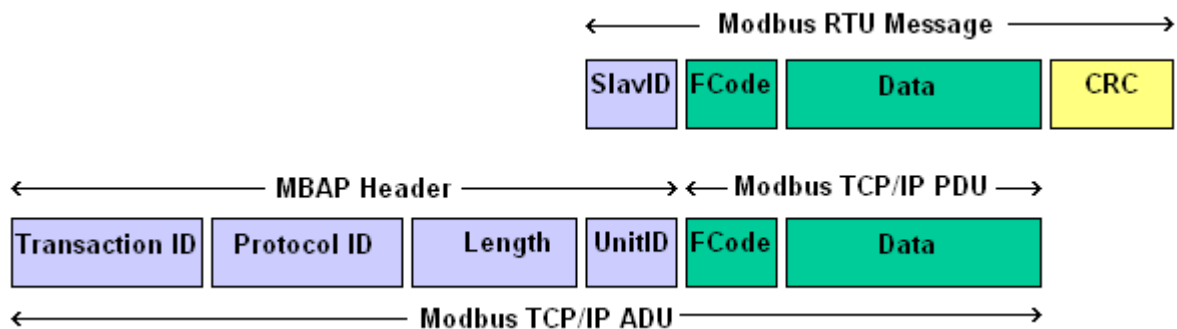 Modbus RTU Message
SlavID FCode Data CRC
MBAP Header Modbus TCP/IP PDU
Transaction ID Protocol ID Length UnitID FCode Data
Modbus TCP/IP ADU